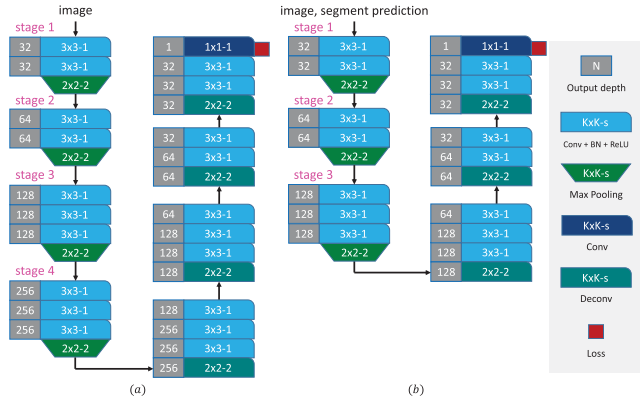 image
stage 1
32 3x3-1
32 3x3-1
2x2-2
stage 2
64 3x3-1
64 3x3-1
2x2-2
stage 3
128 3x3-1
128 3x3-1
128 3x3-1
2x2-2
stage 4
256 3x3-1
256 3x3-1
256 3x3-1
2x2-2
1 1x1-1
32 3x3-1
32 3x3-1
32 2x2-2
32 3x3-1
64 3x3-1
64 2x2-2
64 3x3-1
128 3x3-1
128 3x3-1
128 2x2-2
128 3x3-1
256 3x3-1
256 3x3-1
256 2x2-2
(a)
image, segment prediction
stage 1
32 3x3-1
32 3x3-1
2x2-2
stage 2
64 3x3-1
64 3x3-1
2x2-2
stage 3
128 3x3-1
128 3x3-1
128 3x3-1
2x2-2
1 1x1-1
32 3x3-1
32 3x3-1
32 2x2-2
32 3x3-1
64 3x3-1
64 2x2-2
64 3x3-1
128 3x3-1
128 3x3-1
128 2x2-2
(b)
N
Output depth
KxK-s
Conv + BN + ReLU
KxK-s
Max Pooling
KxK-s
Conv
KxK-s
Deconv
Loss